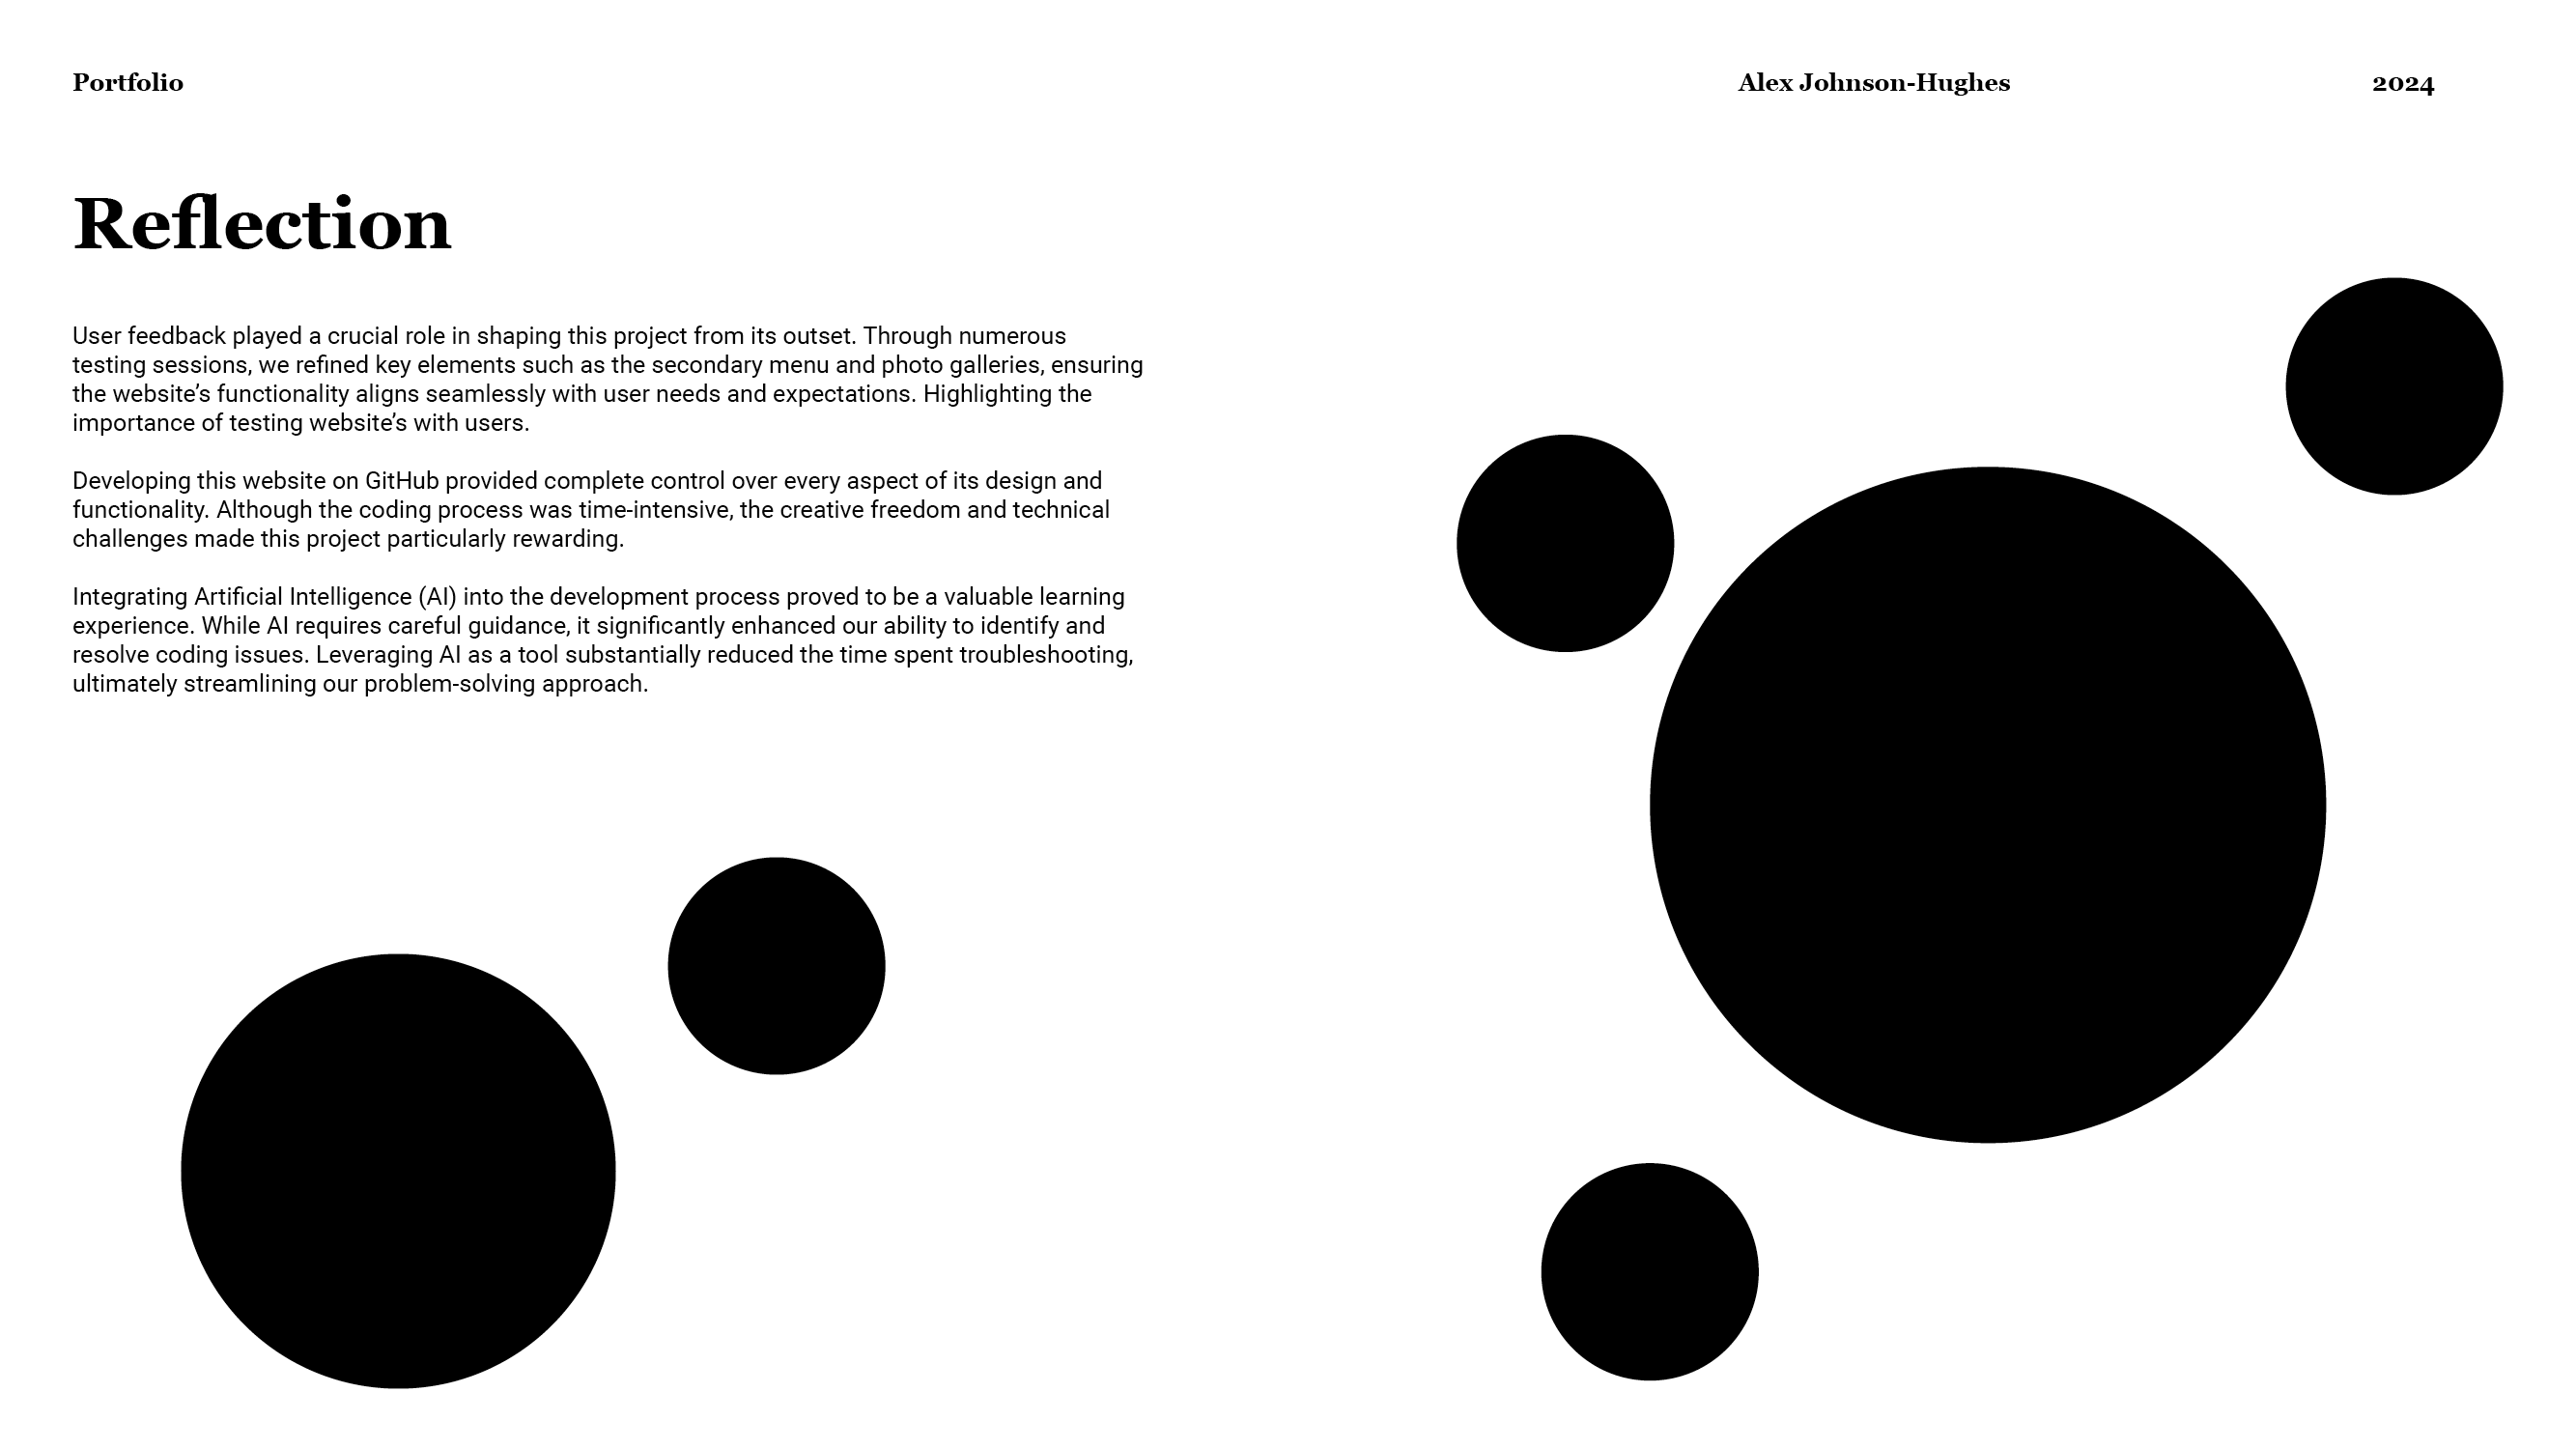 Portfolio
Alex Johnson-Hughes
2024
Reflection
User feedback played a crucial role in shaping this project from its outset. Through numerous
testing sessions, we refined key elements such as the secondary menu and photo galleries, ensuring
the website’s functionality aligns seamlessly with user needs and expectations. Highlighting the
importance of testing website’s with users.
Developing this website on GitHub provided complete control over every aspect of its design and
functionality. Although the coding process was time-intensive, the creative freedom and technical
challenges made this project particularly rewarding.
Integrating Artificial Intelligence (AI) into the development process proved to be a valuable learning
experience. While AI requires careful guidance, it significantly enhanced our ability to identify and
resolve coding issues. Leveraging AI as a tool substantially reduced the time spent troubleshooting,
ultimately streamlining our problem-solving approach.